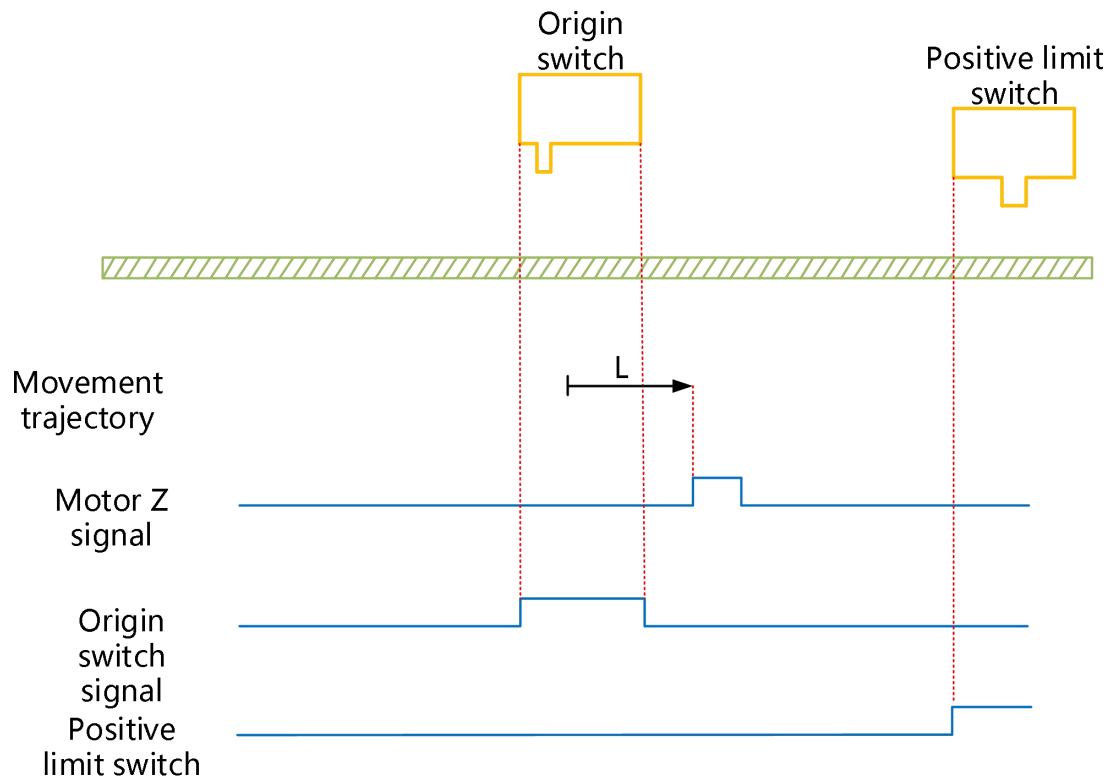 Origin
switch
Positive limit
switch
L
Movement
trajectory
Motor Z
signal
Origin
switch
signal
Positive
limit switch